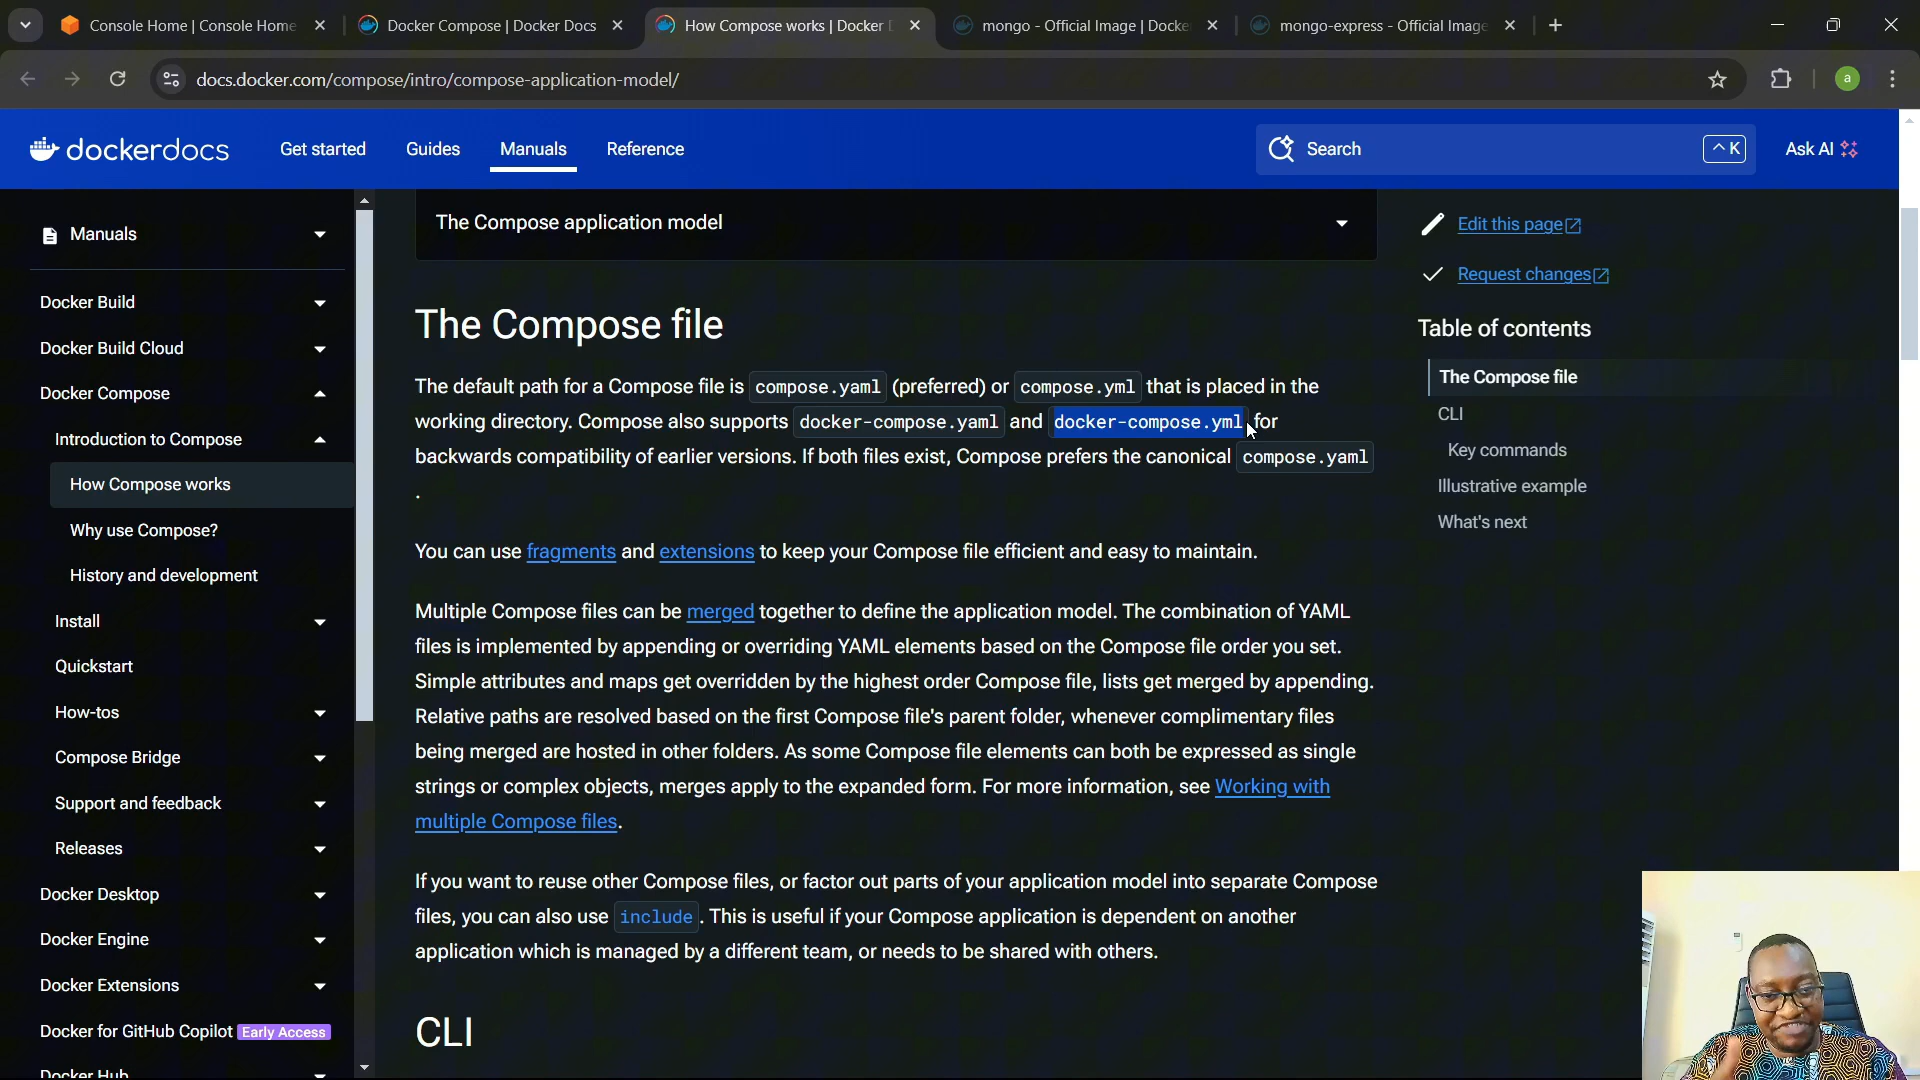 Console Home | Console Home
Docker Compose | Docker Docs
How Compose works | Docker
mongo - Official Image | Docke
mongo-express - Official Image
docs.docker.com/compose/intro/compose-application-model/
a
dockerdocs
Get started
Guides
Manuals
Reference
Search
^ K
Ask AI
Manuals
Docker Build
Docker Build Cloud
Docker Compose
Introduction to Compose
How Compose works
Why use Compose?
History and development
Install
Quickstart
How-tos
Compose Bridge
Support and feedback
Releases
Docker Desktop
Docker Engine
Docker Extensions
Docker for GitHub Copilot Early Access
Docker Hub
The Compose application model
The Compose file
The default path for a Compose file is compose.yaml (preferred) or compose.yml that is placed in the
working directory. Compose also supports docker-compose.yaml and docker-compose.yml for
backwards compatibility of earlier versions. If both files exist, Compose prefers the canonical compose.yaml
.
You can use fragments and extensions to keep your Compose file efficient and easy to maintain.
Multiple Compose files can be merged together to define the application model. The combination of YAML
files is implemented by appending or overriding YAML elements based on the Compose file order you set.
Simple attributes and maps get overridden by the highest order Compose file, lists get merged by appending.
Relative paths are resolved based on the first Compose file's parent folder, whenever complimentary files
being merged are hosted in other folders. As some Compose file elements can both be expressed as single
strings or complex objects, merges apply to the expanded form. For more information, see Working with
multiple Compose files.
If you want to reuse other Compose files, or factor out parts of your application model into separate Compose
files, you can also use include. This is useful if your Compose application is dependent on another
application which is managed by a different team, or needs to be shared with others.
CLI
Edit this page
Request changes
Table of contents
The Compose file
CLI
Key commands
Illustrative example
What's next